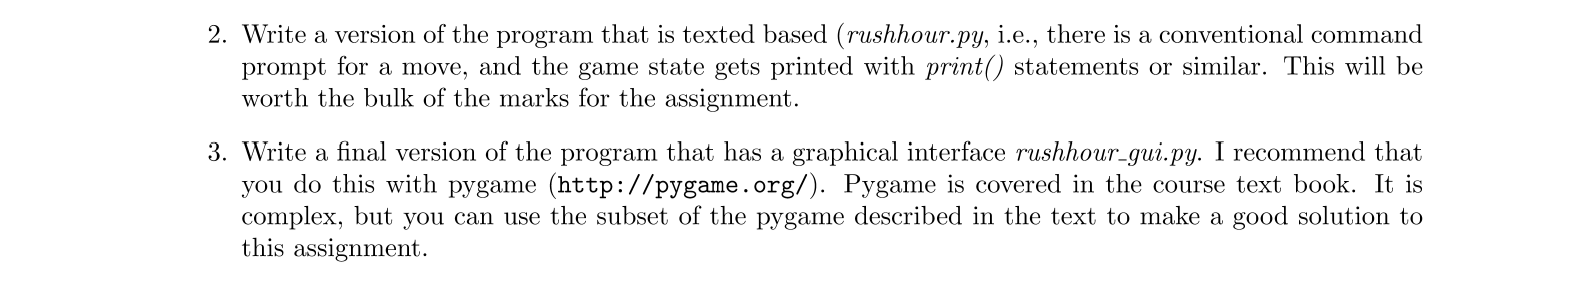 2. Write a version of the program that is texted based (rushhour.py, i.e., there is a conventional command
prompt for a move, and the game state gets printed with print() statements or similar. This will be
worth the bulk of the marks for the assignment.
3. Write a final version of the program that has a graphical interface rushhour_gui.py. I recommend that
you do this with pygame (http://pygame.org/). Pygame is covered in the course text book. It is
complex, but you can use the subset of the pygame described in the text to make a good solution to
this assignment.